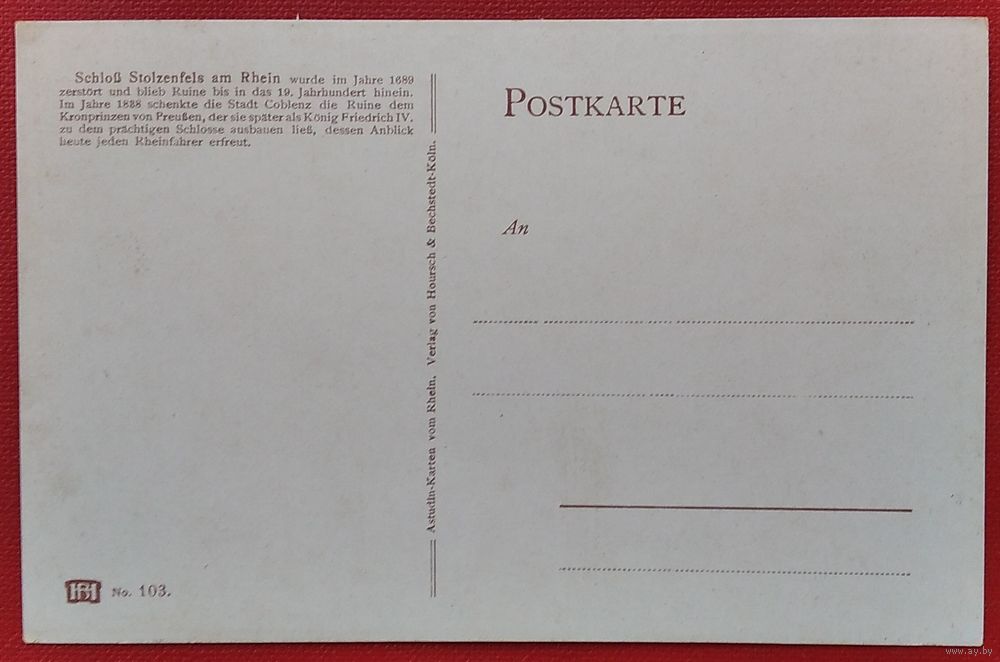 Schloß Stolzenfels am Rhein wurde im Jahre 1689
zerstört und blieb Ruine bis in das 19. Jahrhundert hinein.
Im Jahre 1828 schenkte die Stadt Coblenz die Ruine dem
Kronprinzen von Preußen, der sie später als König Friedrich IV.
zu dem prächtigen Schlosse ausbauen ließ, dessen Anblick
heute jeden Rheinfahrer erfreut.
Astudin-Karten vom Rhein. Verlag von Hoursch & Bechstedt-Köln.
POSTKARTE
An
HB No. 103.
www.ay.by